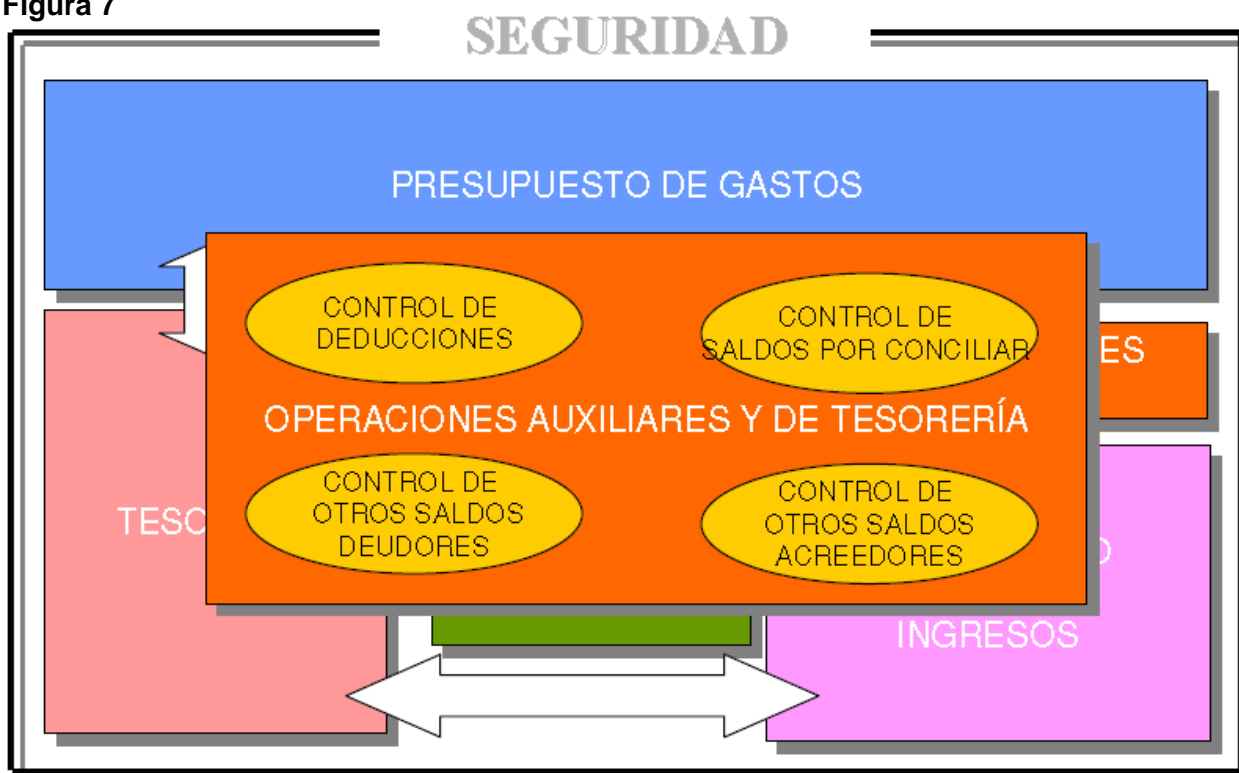 Figura 7
SEGURIDAD
PRESUPUESTO DE GASTOS
CONTROL DE
DEDUCCIONES
CONTROL DE
SALDOS POR CONCILIAR
ES
OPERACIONES AUXILIARES Y DE TESORERÍA
CONTROL DE
OTROS SALDOS
DEUDORES
CONTROL DE
OTROS SALDOS
ACREEDORES
TESO
O
INGRESOS